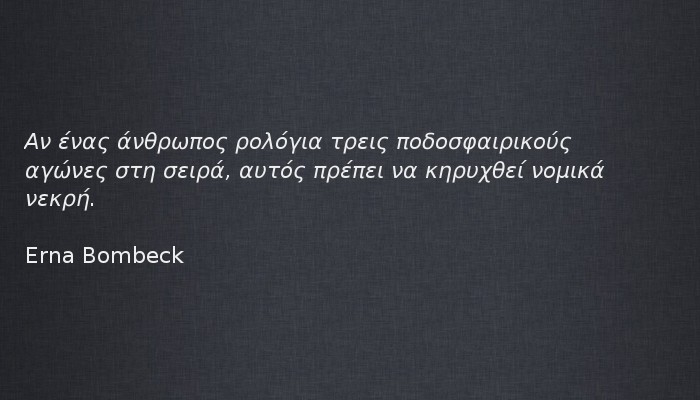 Αν ένας άνθρωπος ρολόγια τρεις ποδοσφαιρικούς
αγώνες στη σειρά, αυτός πρέπει να κηρυχθεί νομικά
νεκρή.
Erna Bombeck